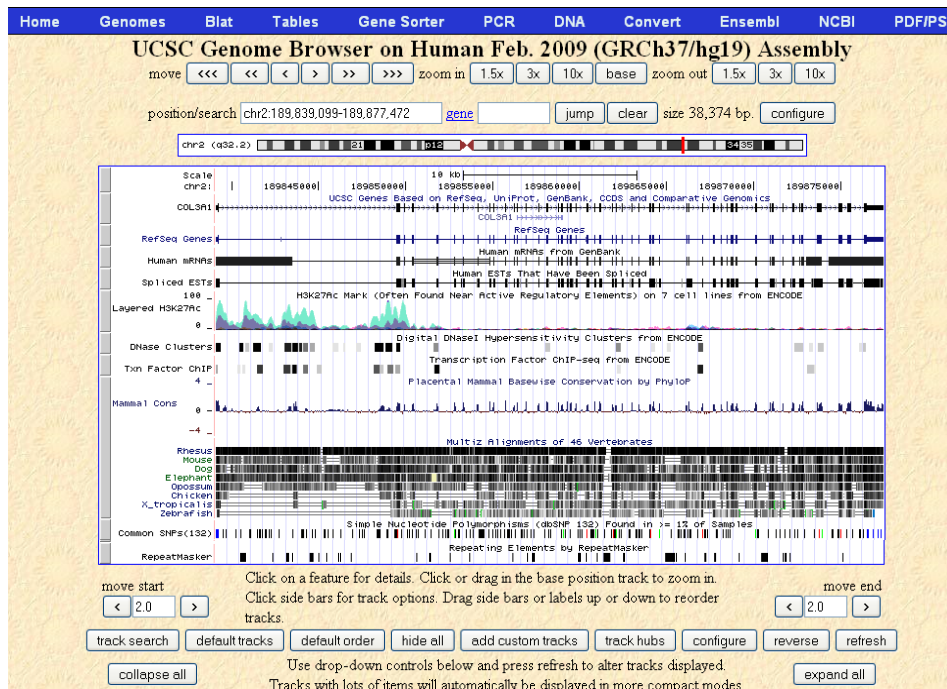 Home Genomes Blat Tables Gene Sorter PCR DNA Convert Ensembl NCBI PDF/PS
UCSC Genome Browser on Human Feb. 2009 (GRCh37/hg19) Assembly
move <<< << < > >> >>> zoom in 1.5x 3x 10x base zoom out 1.5x 3x 10x
position/search chr2:189,839,099-189,877,472 gene jump clear size 38,374 bp. configure
chr2 (q32.2) 21 p12 34 35
Scale 10 kb
chr2: 189845000 189850000 189855000 189860000 189865000 189870000 189875000
UCSC Genes Based on RefSeq, UniProt, GenBank, CCDS and Comparative Genomics
COL3A1
COL3A1
RefSeq Genes
RefSeq Genes
Human mRNAs from GenBank
Human mRNAs
Human ESTs That Have Been Spliced
Spliced ESTs
100 H3K27Ac Mark (Often Found Near Active Regulatory Elements) on 7 cell lines from ENCODE
Layered H3K27Ac
0
Digital DNaseI Hypersensitivity Clusters from ENCODE
DNase Clusters
Transcription Factor ChIP-seq from ENCODE
Txn Factor ChIP
4 Placental Mammal Basewise Conservation by PhyloP
Mammal Cons
0
-4
Multiz Alignments of 46 Vertebrates
Rhesus
Mouse
Dog
Elephant
Opossum
Chicken
X_tropicalis
Zebrafish
Simple Nucleotide Polymorphisms (dbSNP 132) Found in >= 1% of Samples
Common SNPs(132)
Repeating Elements by RepeatMasker
RepeatMasker
move start Click on a feature for details. Click or drag in the base position track to zoom in. move end
< 2.0 > Click side bars for track options. Drag side bars or labels up or down to reorder < 2.0 >
tracks.
track search default tracks default order hide all add custom tracks track hubs configure reverse refresh
collapse all Use drop-down controls below and press refresh to alter tracks displayed. expand all
Tracks with lots of items will automatically be displayed in more compact modes